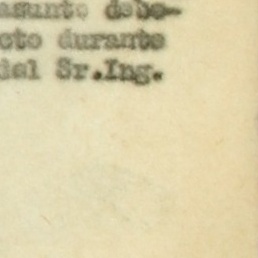 asunto debe-
cto durante
del Sr.Ing.